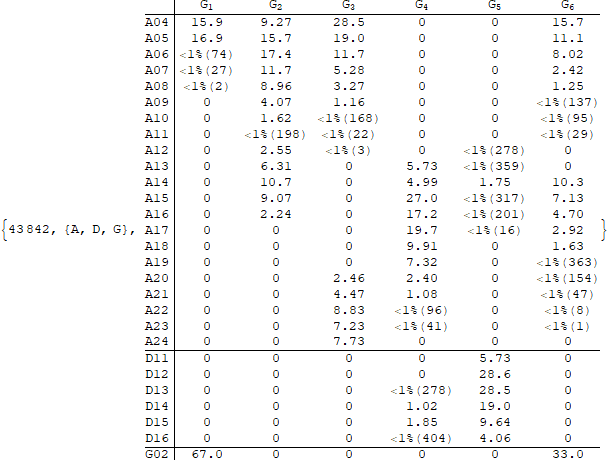 G₁ G₂ G₃ G₄ G₅ G₆
A04 15.9 9.27 28.5 0 0 15.7
A05 16.9 15.7 19.0 0 0 11.1
A06 <1%(74) 17.4 11.7 0 0 8.02
A07 <1%(27) 11.7 5.28 0 0 2.42
A08 <1%(2) 8.96 3.27 0 0 1.25
A09 0 4.07 1.16 0 0 <1%(137)
A10 0 1.62 <1%(168) 0 0 <1%(95)
A11 0 <1%(198) <1%(22) 0 0 <1%(29)
A12 0 2.55 <1%(3) 0 <1%(278) 0
A13 0 6.31 0 5.73 <1%(359) 0
A14 0 10.7 0 4.99 1.75 10.3
A15 0 9.07 0 27.0 <1%(317) 7.13
A16 0 2.24 0 17.2 <1%(201) 4.70
{43 842, {A, D, G}, A17 0 0 0 19.7 <1%(16) 2.92 }
A18 0 0 0 9.91 0 1.63
A19 0 0 0 7.32 0 <1%(363)
A20 0 0 2.46 2.40 0 <1%(154)
A21 0 0 4.47 1.08 0 <1%(47)
A22 0 0 8.83 <1%(96) 0 <1%(8)
A23 0 0 7.23 <1%(41) 0 <1%(1)
A24 0 0 7.73 0 0 0
D11 0 0 0 0 5.73 0
D12 0 0 0 0 28.6 0
D13 0 0 0 <1%(278) 28.5 0
D14 0 0 0 1.02 19.0 0
D15 0 0 0 1.85 9.64 0
D16 0 0 0 <1%(404) 4.06 0
G02 67.0 0 0 0 0 33.0